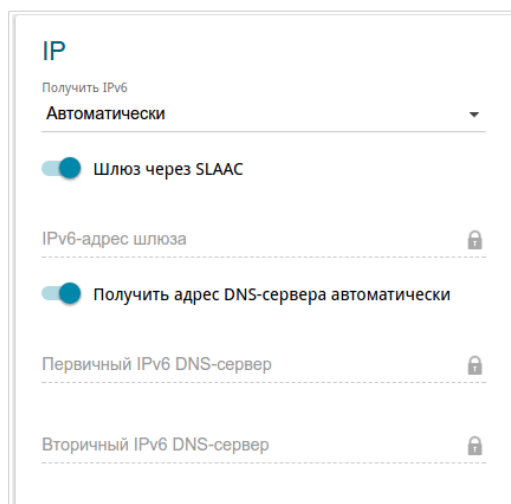 IP
Получить IPv6
Автоматически
Шлюз через SLAAC
IPv6-адрес шлюза
Получить адрес DNS-сервера автоматически
Первичный IPv6 DNS-сервер
Вторичный IPv6 DNS-сервер